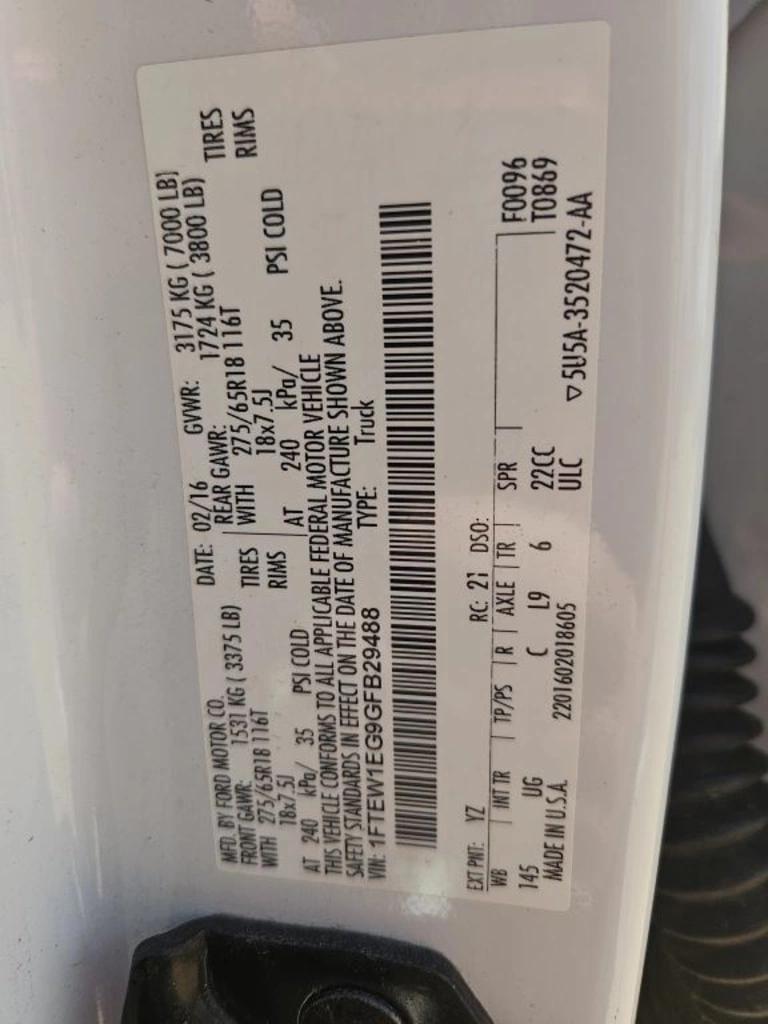 MFD. BY FORD MOTOR CO. DATE: 02/16 GVWR: 3175 KG ( 7000 LB)
FRONT GAWR: 1531 KG ( 3375 LB) REAR GAWR: 1724 KG ( 3800 LB)
WITH 275/65R18 116T TIRES WITH 275/65R18 116T TIRES
18x7.5J RIMS 18x7.5J RIMS
AT 240 kPa/ 35 PSI COLD AT 240 kPa/ 35 PSI COLD
THIS VEHICLE CONFORMS TO ALL APPLICABLE FEDERAL MOTOR VEHICLE
SAFETY STANDARDS IN EFFECT ON THE DATE OF MANUFACTURE SHOWN ABOVE.
VIN: 1FTEW1EG9GFB29488 TYPE: Truck
EXT PNT: YZ RC: 21 DSO: F0096
WB INT TR TP/PS R AXLE TR SPR T0869
145 UG C L9 6 22CC
MADE IN U.S.A. 2201602018605 ULC ▽5U5A-3520472-AA